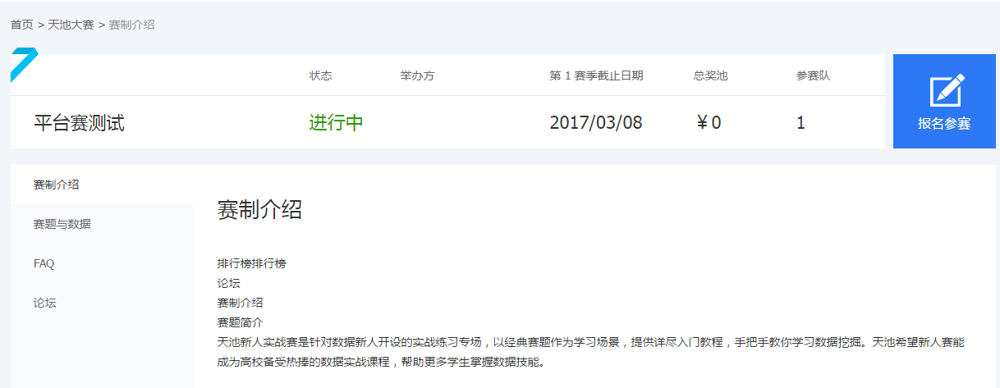 首页 > 天池大赛 > 赛制介绍
状态 举办方 第 1 赛季截止日期 总奖池 参赛队
平台赛测试 进行中 2017/03/08 ￥0 1
报名参赛
赛制介绍
赛题与数据
FAQ
论坛
赛制介绍
排行榜排行榜
论坛
赛制介绍
赛题简介
天池新人实战赛是针对数据新人开设的实战练习专场，以经典赛题作为学习场景，提供详尽入门教程，手把手教你学习数据挖掘。天池希望新人赛能
成为高校备受热捧的数据实战课程，帮助更多学生掌握数据技能。